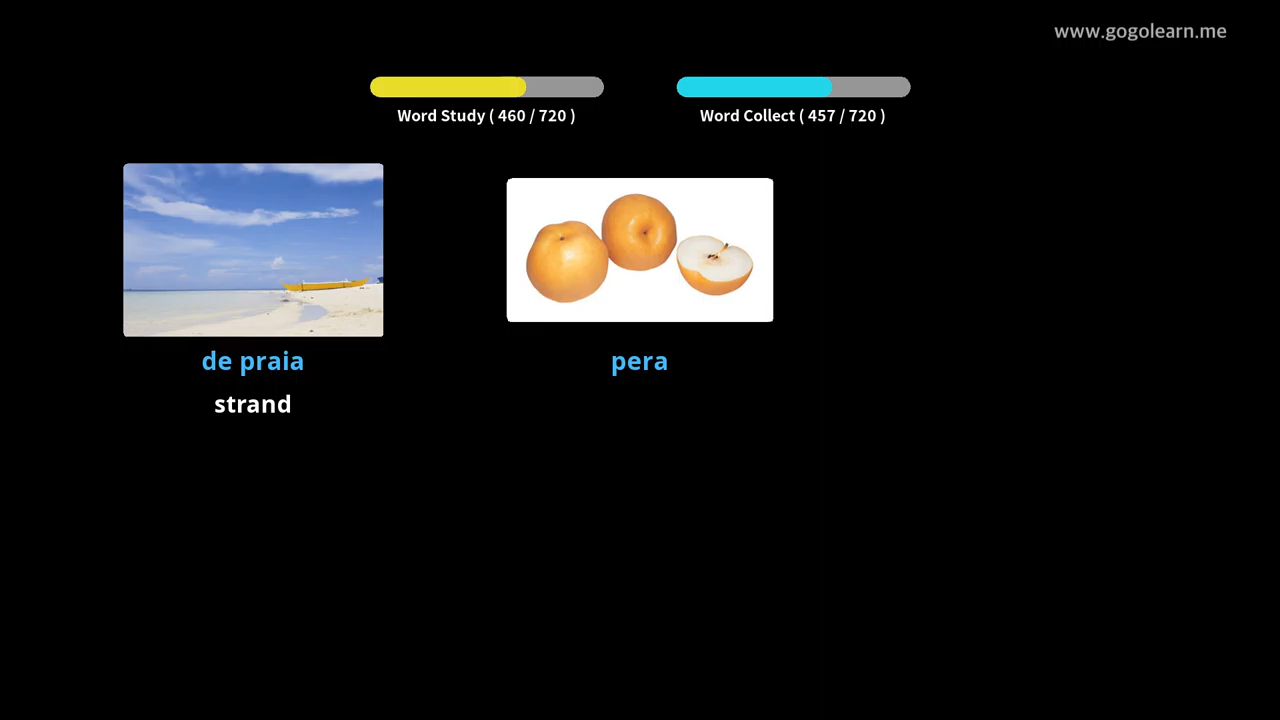 www.gogolearn.me
Word Study ( 460 / 720 )
Word Collect ( 457 / 720 )
de praia
strand
pera